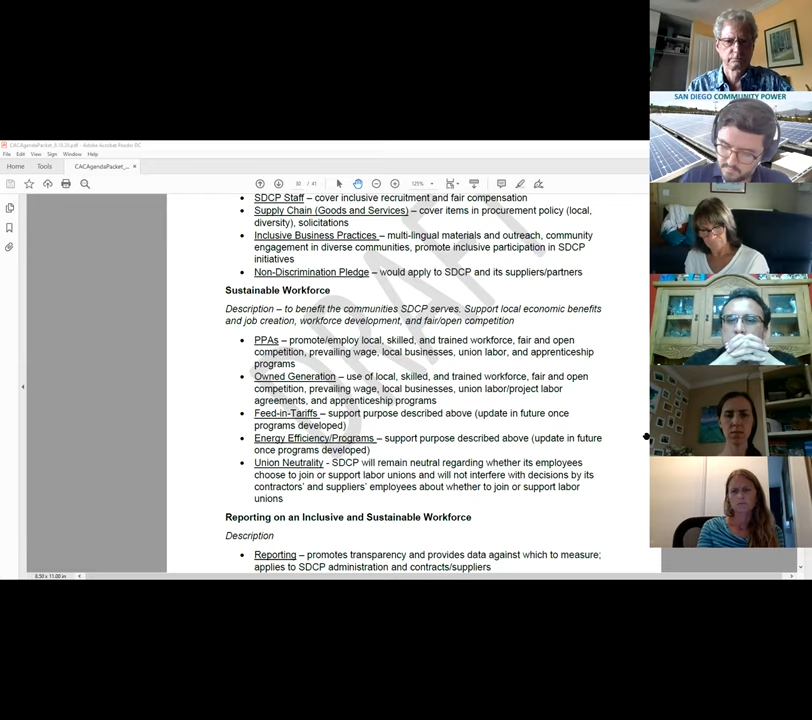 CACAgendaPacket_8.10.20.pdf - Adobe Acrobat Reader DC
File Edit View Sign Window Help
Home Tools CACAgendaPacket_...
30 / 41 125%
SAN DIEGO COMMUNITY POWER
DRAFT
• SDCP Staff – cover inclusive recruitment and fair compensation
• Supply Chain (Goods and Services) – cover items in procurement policy (local,
diversity), solicitations
• Inclusive Business Practices – multi-lingual materials and outreach, community
engagement in diverse communities, promote inclusive participation in SDCP
initiatives
• Non-Discrimination Pledge – would apply to SDCP and its suppliers/partners
Sustainable Workforce
Description – to benefit the communities SDCP serves. Support local economic benefits
and job creation, workforce development, and fair/open competition
• PPAs – promote/employ local, skilled, and trained workforce, fair and open
competition, prevailing wage, local businesses, union labor, and apprenticeship
programs
• Owned Generation – use of local, skilled, and trained workforce, fair and open
competition, prevailing wage, local businesses, union labor/project labor
agreements, and apprenticeship programs
• Feed-in-Tariffs – support purpose described above (update in future once
programs developed)
• Energy Efficiency/Programs – support purpose described above (update in future
once programs developed)
• Union Neutrality - SDCP will remain neutral regarding whether its employees
choose to join or support labor unions and will not interfere with decisions by its
contractors' and suppliers' employees about whether to join or support labor
unions
Reporting on an Inclusive and Sustainable Workforce
Description
• Reporting – promotes transparency and provides data against which to measure;
applies to SDCP administration and contracts/suppliers
8.50 x 11.00 in